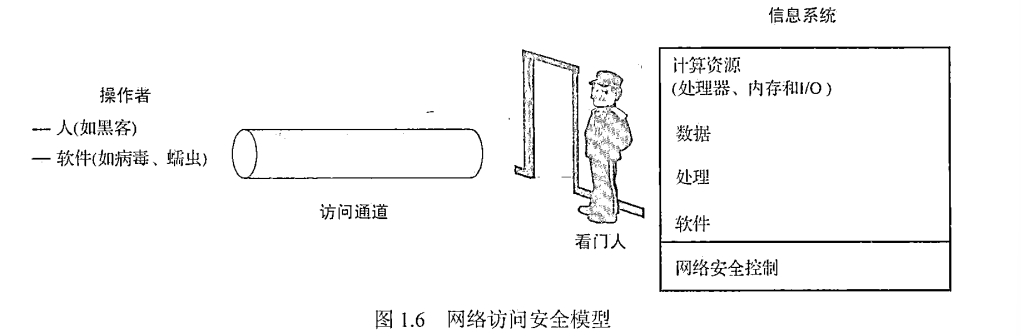 信息系统
操作者
— 人(如黑客)
— 软件(如病毒、蠕虫)
访问通道
看门人
计算资源
(处理器、内存和I/O)
数据
处理
软件
网络安全控制
图 1.6 网络访问安全模型